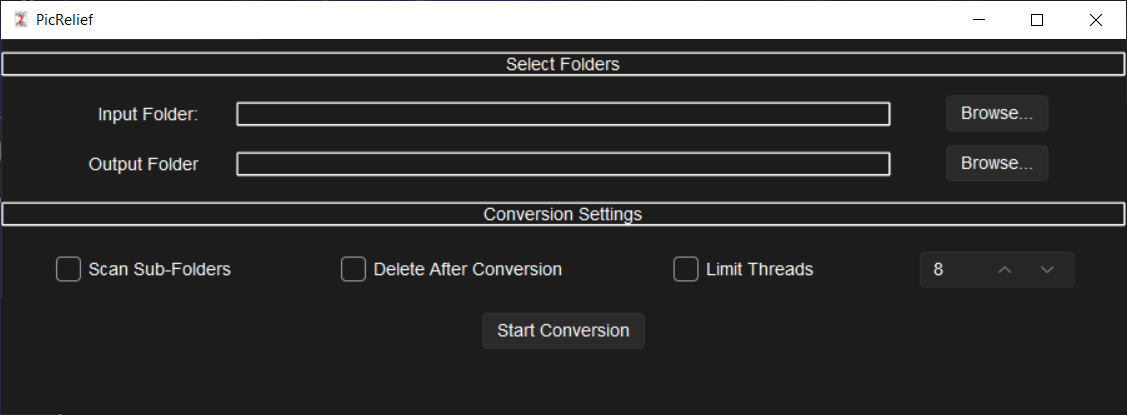 PicRelief
Select Folders
Input Folder: Browse...
Output Folder Browse...
Conversion Settings
Scan Sub-Folders Delete After Conversion Limit Threads 8
Start Conversion